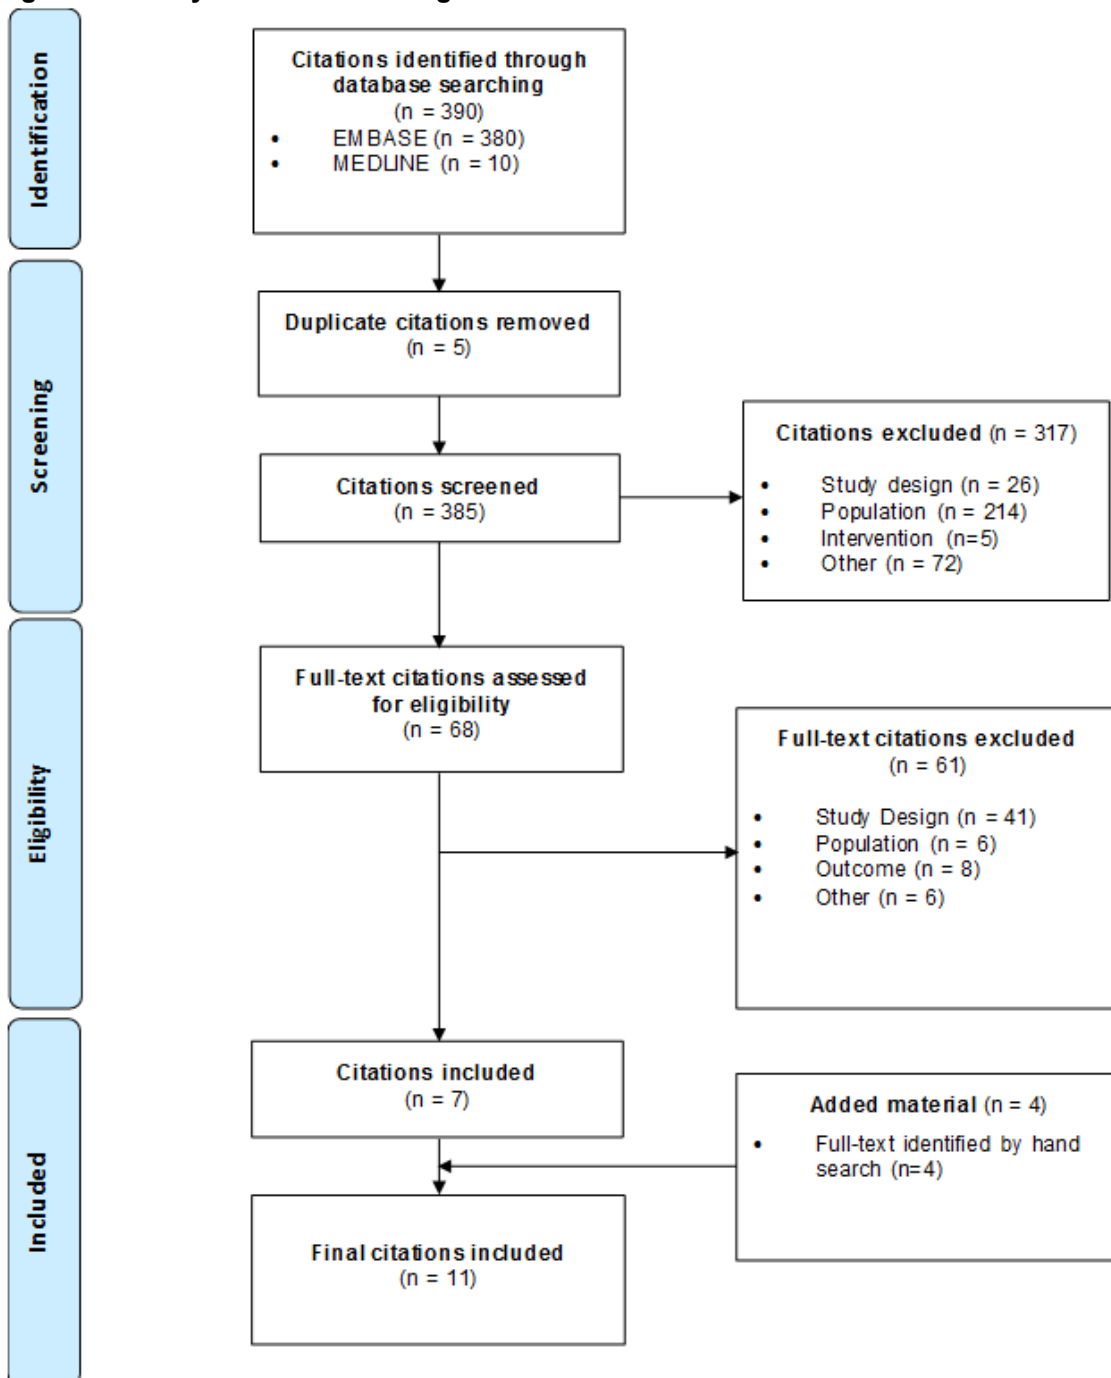 Identification
Citations identified through
database searching
(n = 390)
• EMBASE (n = 380)
• MEDLINE (n = 10)
Screening
Duplicate citations removed
(n = 5)
Citations screened
(n = 385)
Citations excluded (n = 317)
• Study design (n = 26)
• Population (n = 214)
• Intervention (n=5)
• Other (n = 72)
Eligibility
Full-text citations assessed
for eligibility
(n = 68)
Full-text citations excluded
(n = 61)
• Study Design (n = 41)
• Population (n = 6)
• Outcome (n = 8)
• Other (n = 6)
Included
Citations included
(n = 7)
Added material (n = 4)
• Full-text identified by hand
search (n=4)
Final citations included
(n = 11)